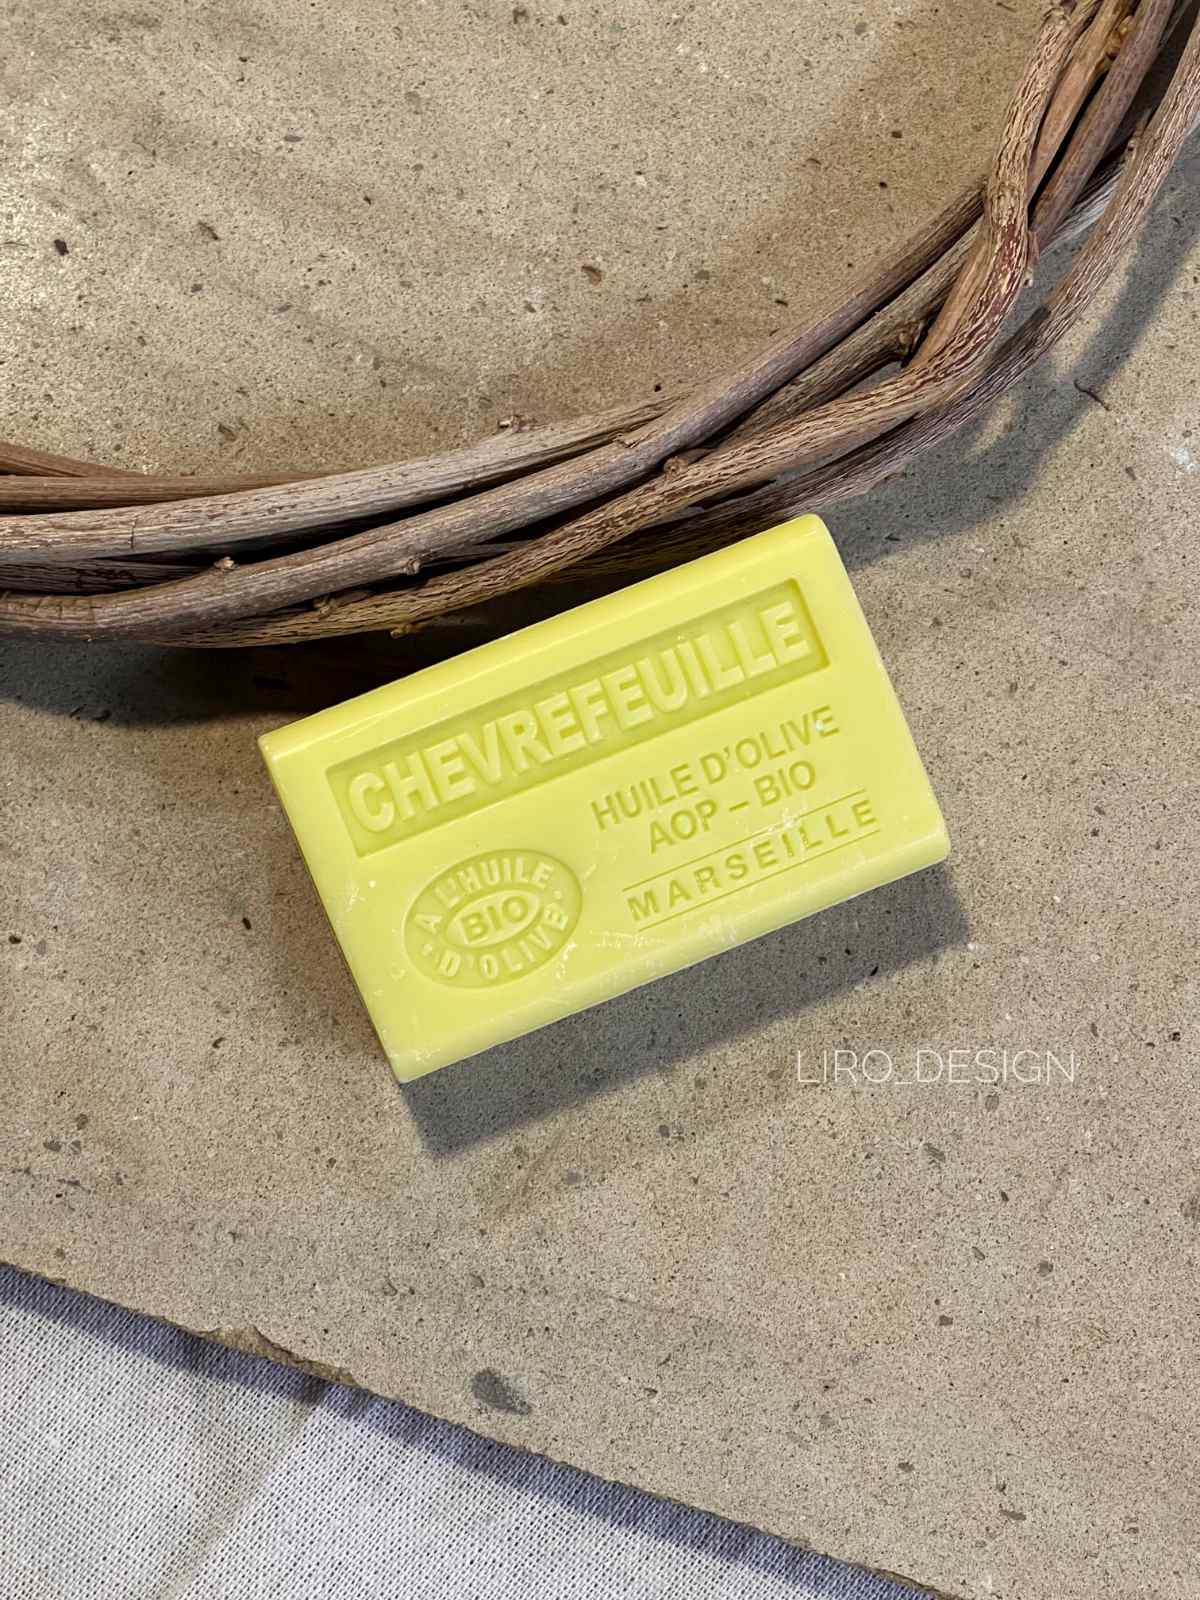 CHEVREFEUILLE
HUILE D'OLIVE
AOP – BIO
MARSEILLE
A L'HUILE
BIO
D'OLIVE
LIRO_DESIGN